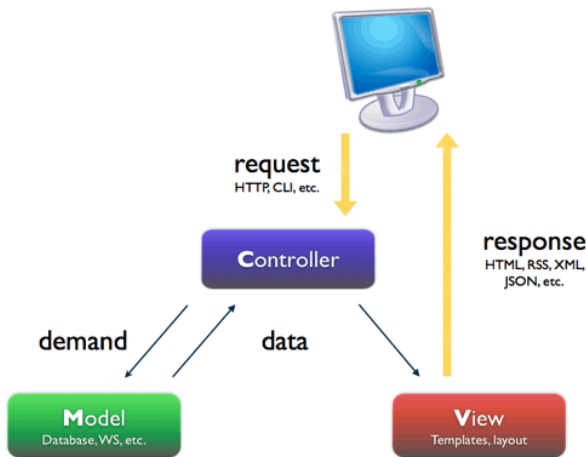 request
HTTP, CLI, etc.
Controller
response
HTML, RSS, XML,
JSON, etc.
demand
data
Model
Database, WS, etc.
View
Templates, layout